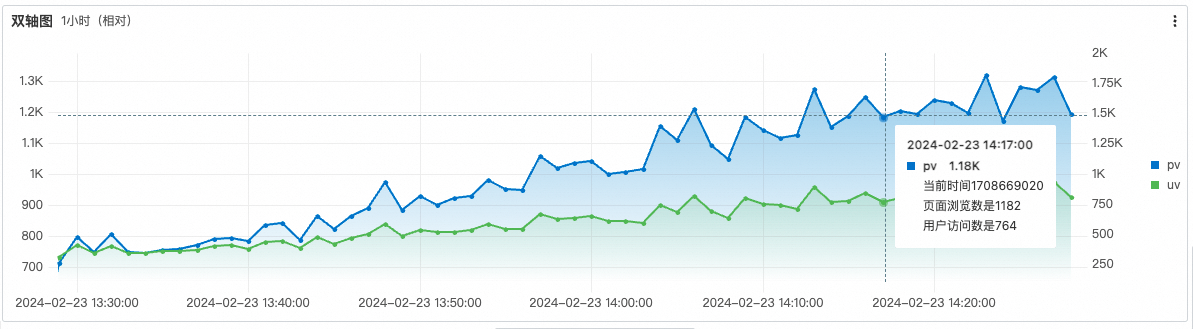 双轴图 1小时（相对）
2K
1.3K 1.75K
1.2K 1.5K
1.1K 1.25K
1K 1K
900 750
800 500
700 250
2024-02-23 14:17:00
pv 1.18K
当前时间1708669020
页面浏览数是1182
用户访问数是764
pv
uv
2024-02-23 13:30:00 2024-02-23 13:40:00 2024-02-23 13:50:00 2024-02-23 14:00:00 2024-02-23 14:10:00 2024-02-23 14:20:00